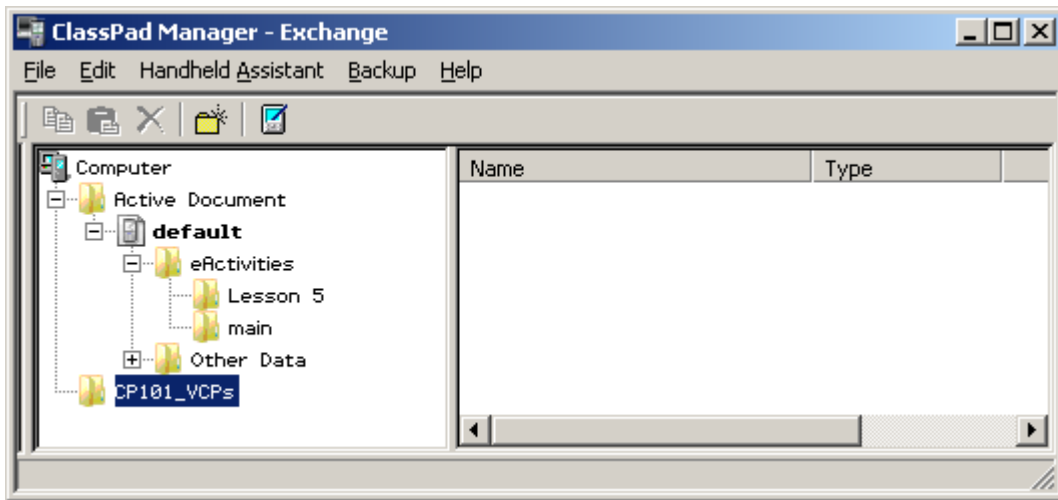 ClassPad Manager - Exchange
File Edit Handheld Assistant Backup Help
Computer
Active Document
default
eActivities
Lesson 5
main
Other Data
CP101_VCPs
Name Type